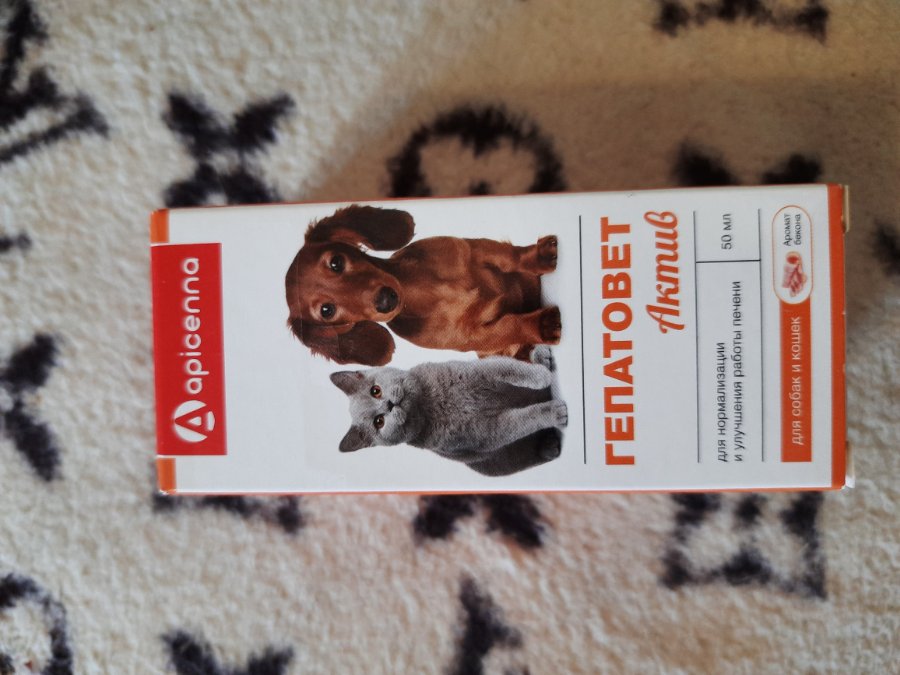 apicenna
ГЕПАТОВЕТ
Актив
для нормализации
и улучшения работы печени
50 мл
для собак и кошек
Аромат
бекона